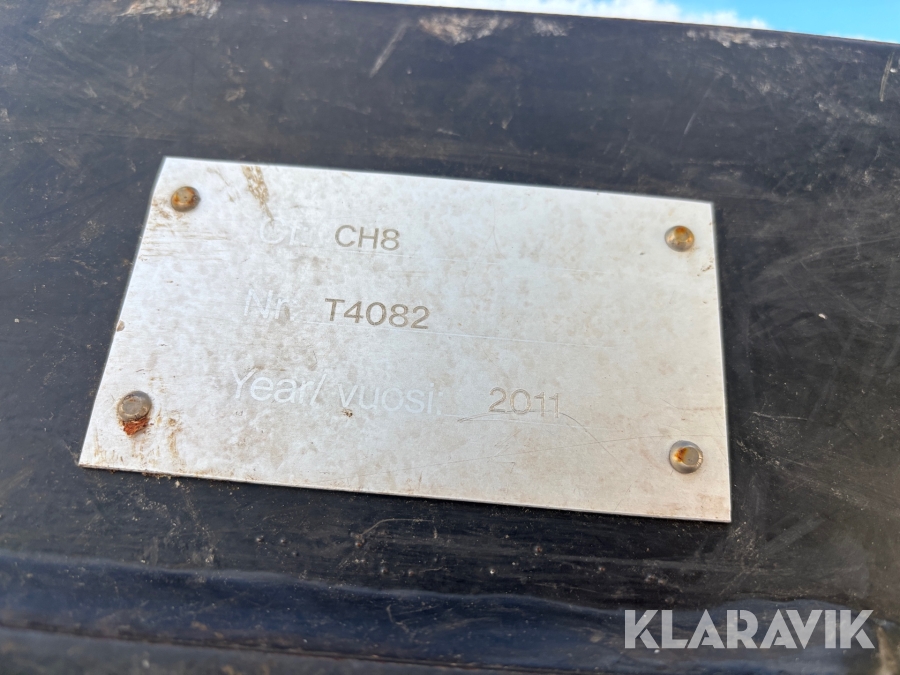 CH8
Nr. T4082
Year/ vuosi: 2011
KLARAVIK